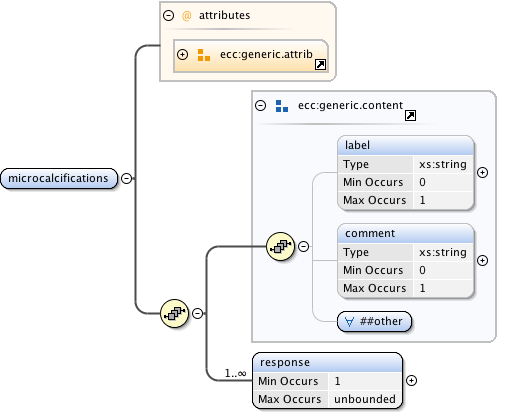 @ attributes
ecc:generic.attrib
ecc:generic.content
label
Type xs:string
Min Occurs 0
Max Occurs 1
microcalcifications
comment
Type xs:string
Min Occurs 0
Max Occurs 1
∀ ##other
response
1..∞
Min Occurs 1
Max Occurs unbounded